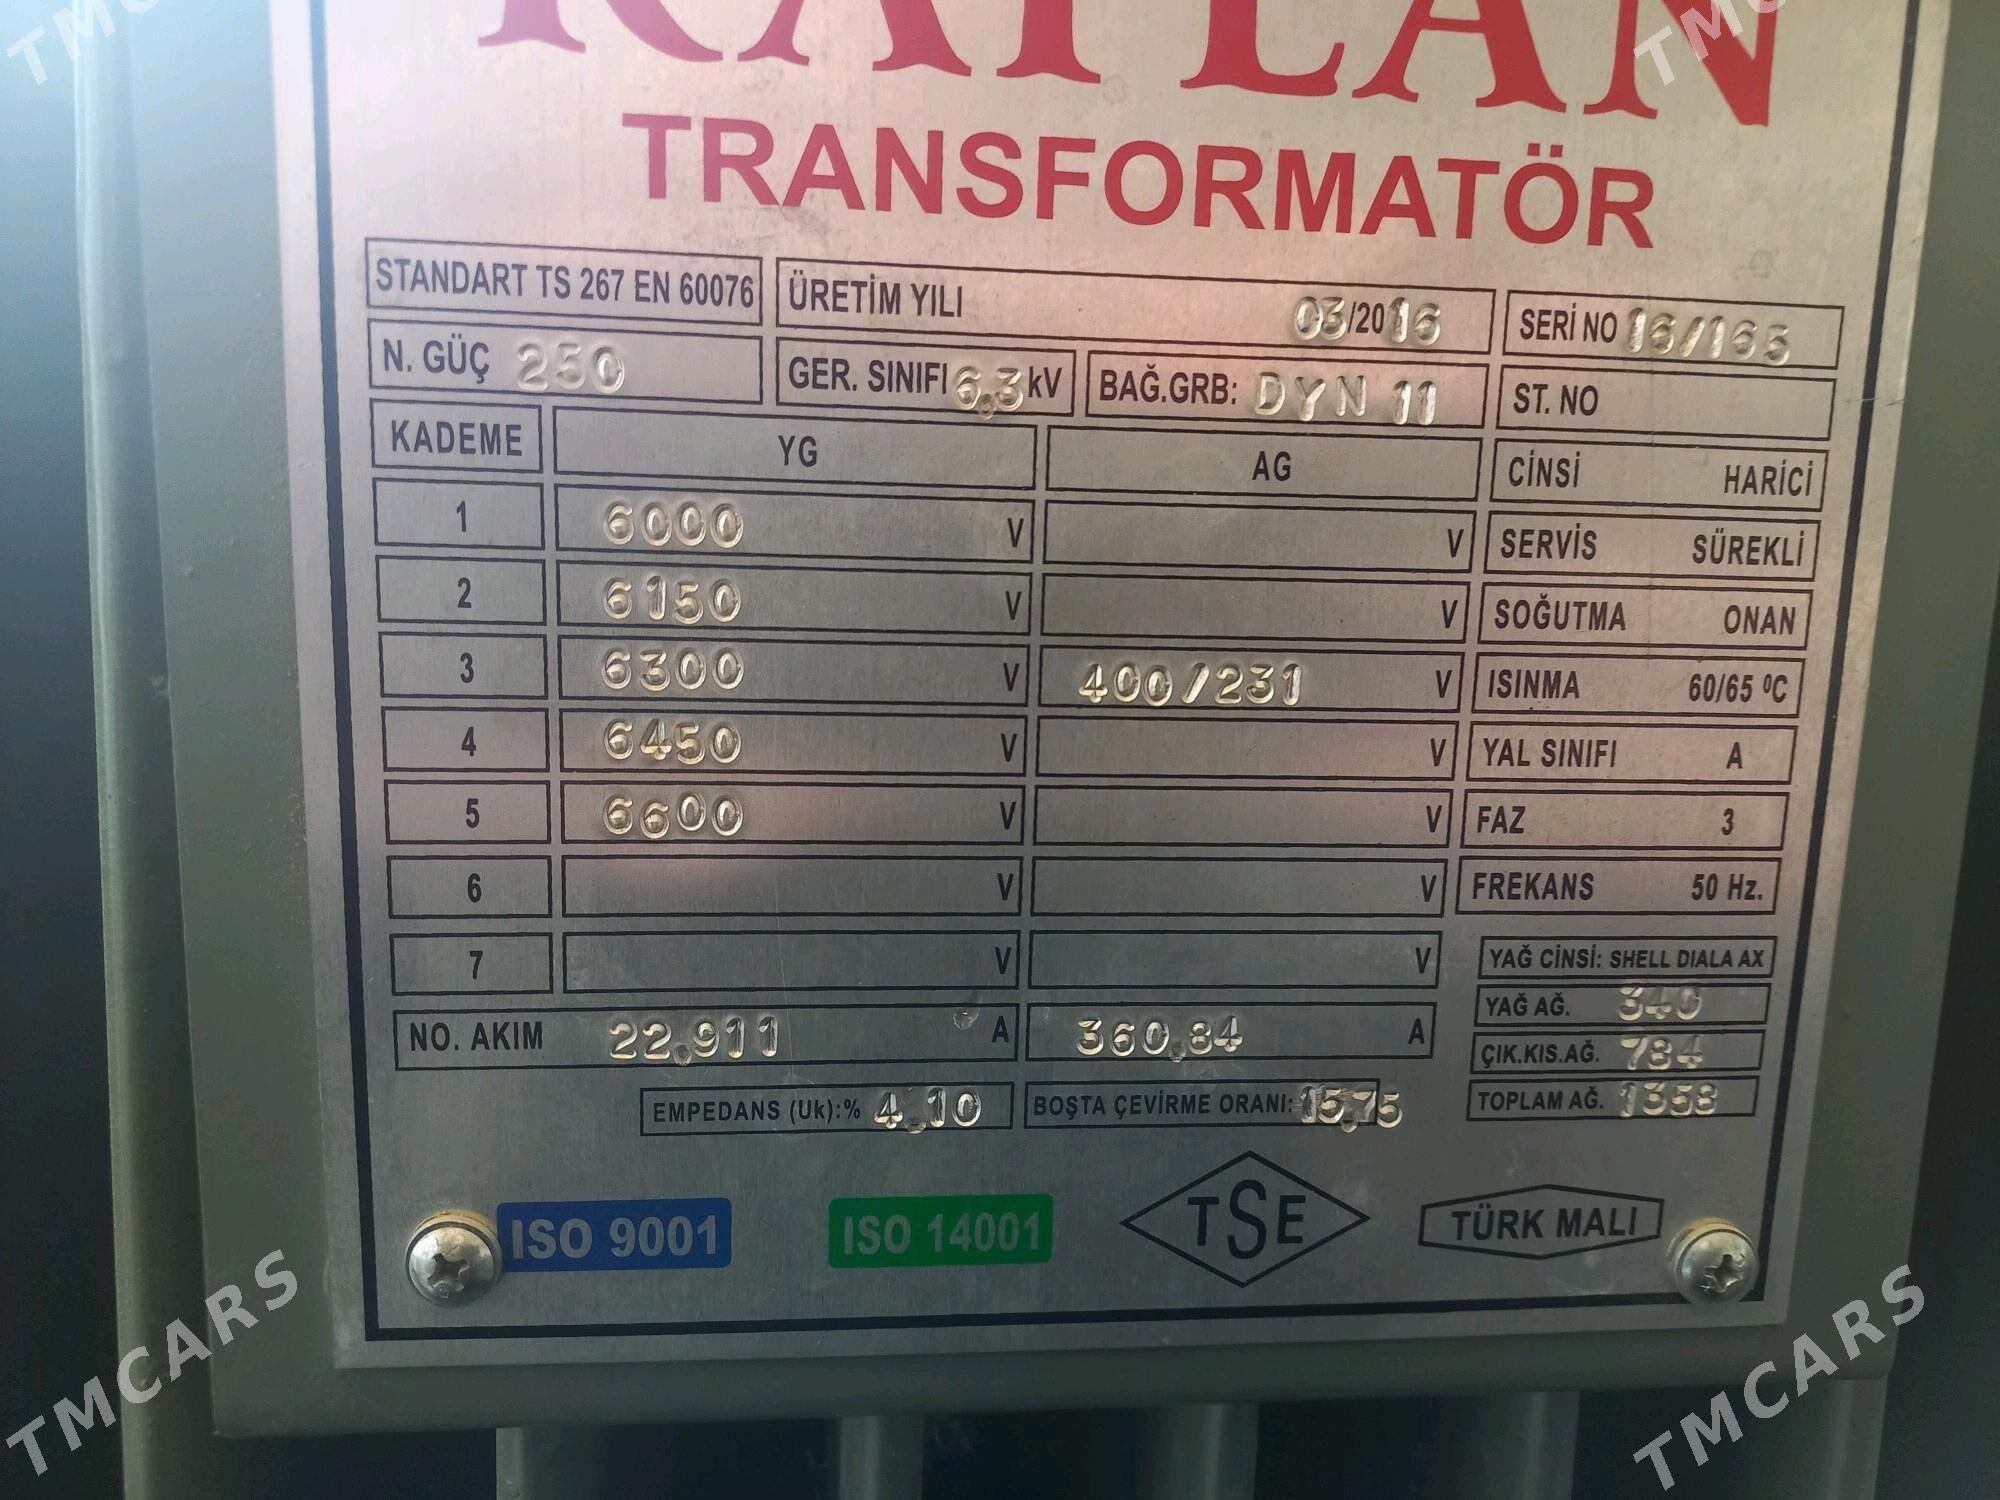 KAPLAN
TRANSFORMATÖR
STANDART TS 267 EN 60076 ÜRETİM YILI 03/2016 SERİ NO 16/165
N. GÜÇ 250 GER. SINIFI 6.3 kV BAĞ.GRB: DYN 11 ST. NO
KADEME YG AG CİNSİ HARİCİ
1 6000 V V SERVİS SÜREKLİ
2 6150 V V SOĞUTMA ONAN
3 6300 V 400/231 V ISINMA 60/65 ºC
4 6450 V V YAL SINIFI A
5 6600 V V FAZ 3
6 V V FREKANS 50 Hz.
7 V V YAĞ CİNSİ: SHELL DIALA AX
YAĞ AĞ. 340
NO. AKIM 22.911 A 360.84 A ÇIK.KIS.AĞ. 784
EMPEDANS (Uk):% 4.10 BOŞTA ÇEVİRME ORANI: 15.75 TOPLAM AĞ. 1358
ISO 9001 ISO 14001 TSE TÜRK MALI
TMCARS
TMCARS